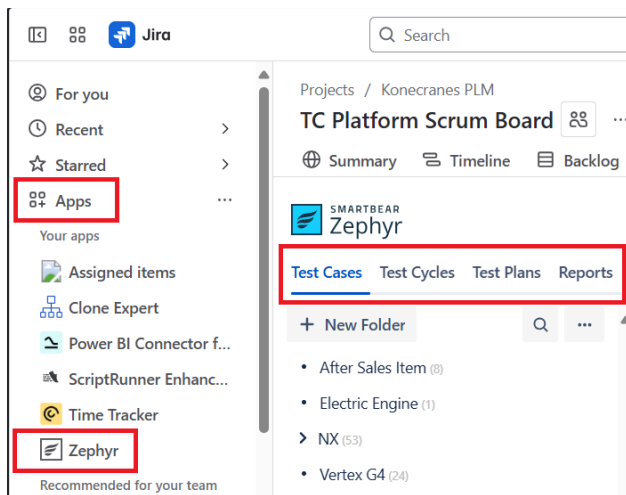 Jira
Search
For you
Recent
Starred
Apps
Your apps
Assigned items
Clone Expert
Power BI Connector f...
ScriptRunner Enhanc...
Time Tracker
Zephyr
Recommended for your team
Projects / Konecranes PLM
TC Platform Scrum Board
Summary Timeline Backlog
SMARTBEAR
Zephyr
Test Cases Test Cycles Test Plans Reports
+ New Folder
• After Sales Item (8)
• Electric Engine (1)
NX (53)
• Vertex G4 (24)